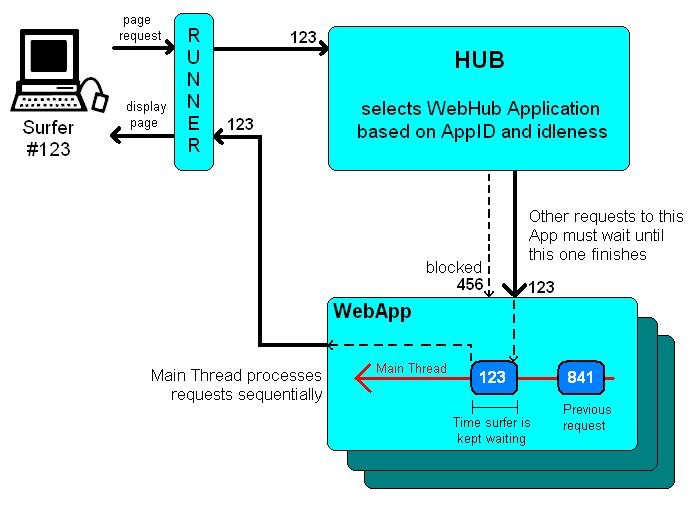 page
request
R
U
N
N
E
R
123
HUB
selects WebHub Application
based on AppID and idleness
display
page
123
Surfer
#123
Other requests to this
App must wait until
this one finishes
blocked
456
123
WebApp
Main Thread
Main Thread processes
requests sequentially
123
841
Time surfer is
kept waiting
Previous
request